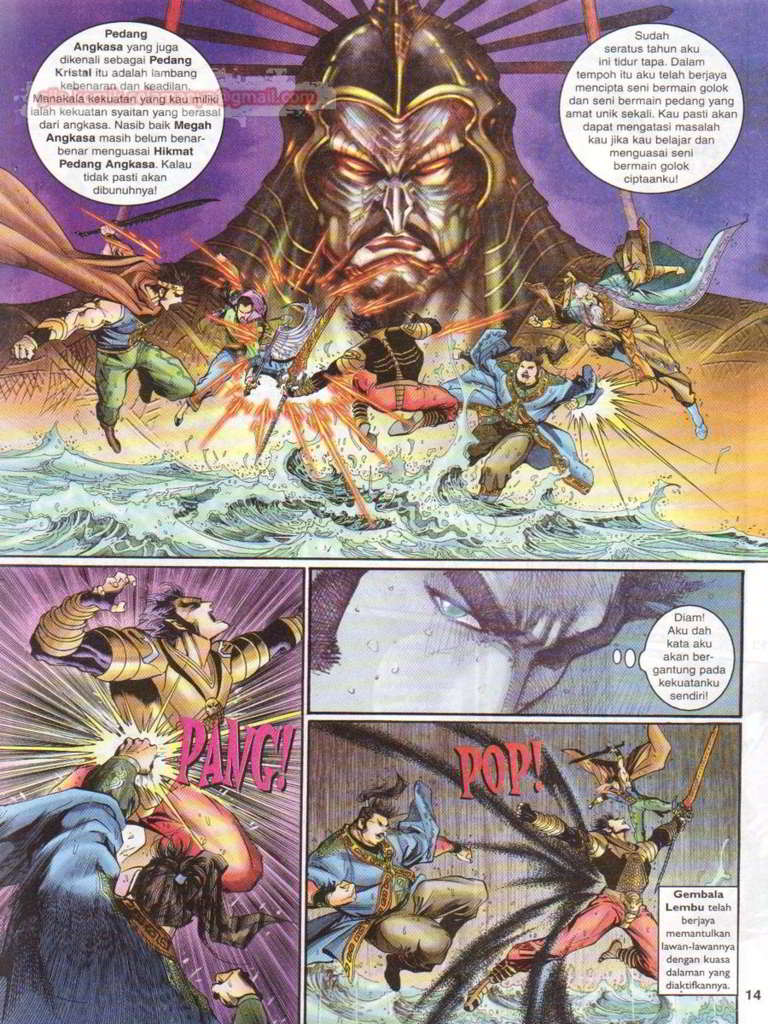 Pedang
Angkasa yang juga
dikenali sebagai Pedang
Kristal itu adalah lambang
kebenaran dan keadilan.
Manakala kekuatan yang kau miliki
ialah kekuatan syaitan yang berasal
dari angkasa. Nasib baik Megah
Angkasa masih belum benar-
benar menguasai Hikmat
Pedang Angkasa. Kalau
tidak pasti akan
dibunuhnya!
Sudah
seratus tahun aku
ini tidur tapa. Dalam
tempoh itu aku telah berjaya
mencipta seni bermain golok
dan seni bermain pedang yang
amat unik sekali. Kau pasti akan
dapat mengatasi masalah
kau jika kau belajar dan
menguasai seni
bermain golok
ciptaanku!
@gmail.com
Diam!
Aku dah
kata aku
akan ber-
gantung pada
kekuatanku
sendiri!
PANG!
POP!
Gembala
Lembu telah
berjaya
memantulkan
lawan-lawannya
dengan kuasa
dalaman yang
diaktifkannya.
14